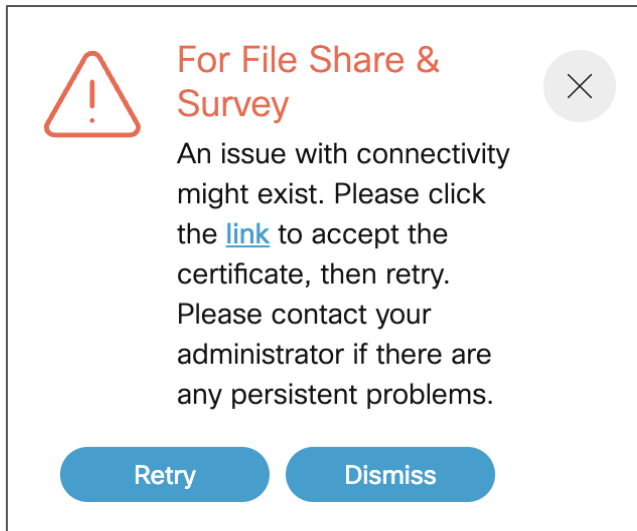 For File Share &
Survey
An issue with connectivity
might exist. Please click
the link to accept the
certificate, then retry.
Please contact your
administrator if there are
any persistent problems.
Retry
Dismiss